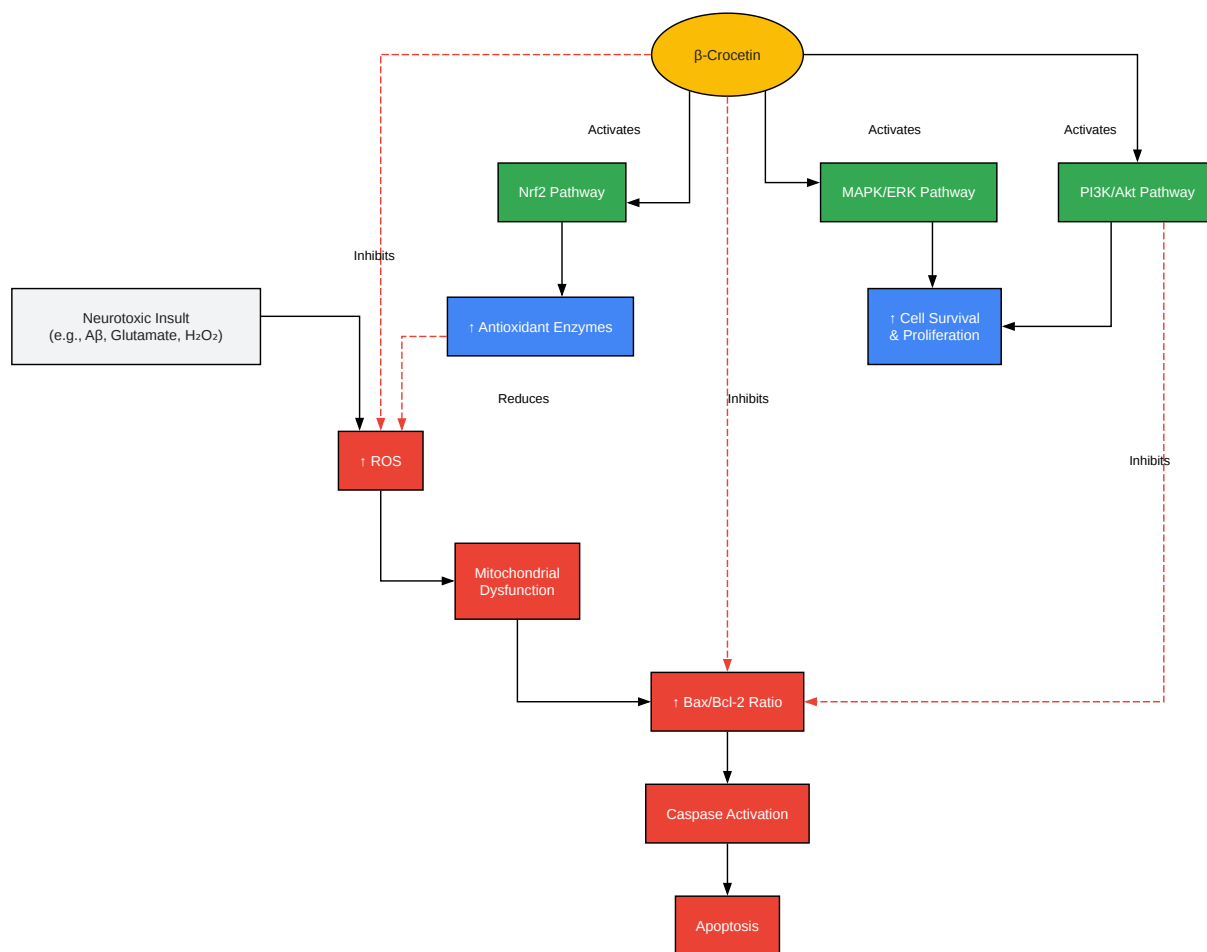 β-Crocetin
Activates
Activates
Activates
Nrf2 Pathway
MAPK/ERK Pathway
PI3K/Akt Pathway
Inhibits
Neurotoxic Insult
(e.g., Aβ, Glutamate, H₂O₂)
↑ Antioxidant Enzymes
↑ Cell Survival
& Proliferation
Reduces
Inhibits
↑ ROS
Inhibits
Mitochondrial
Dysfunction
↑ Bax/Bcl-2 Ratio
Caspase Activation
Apoptosis